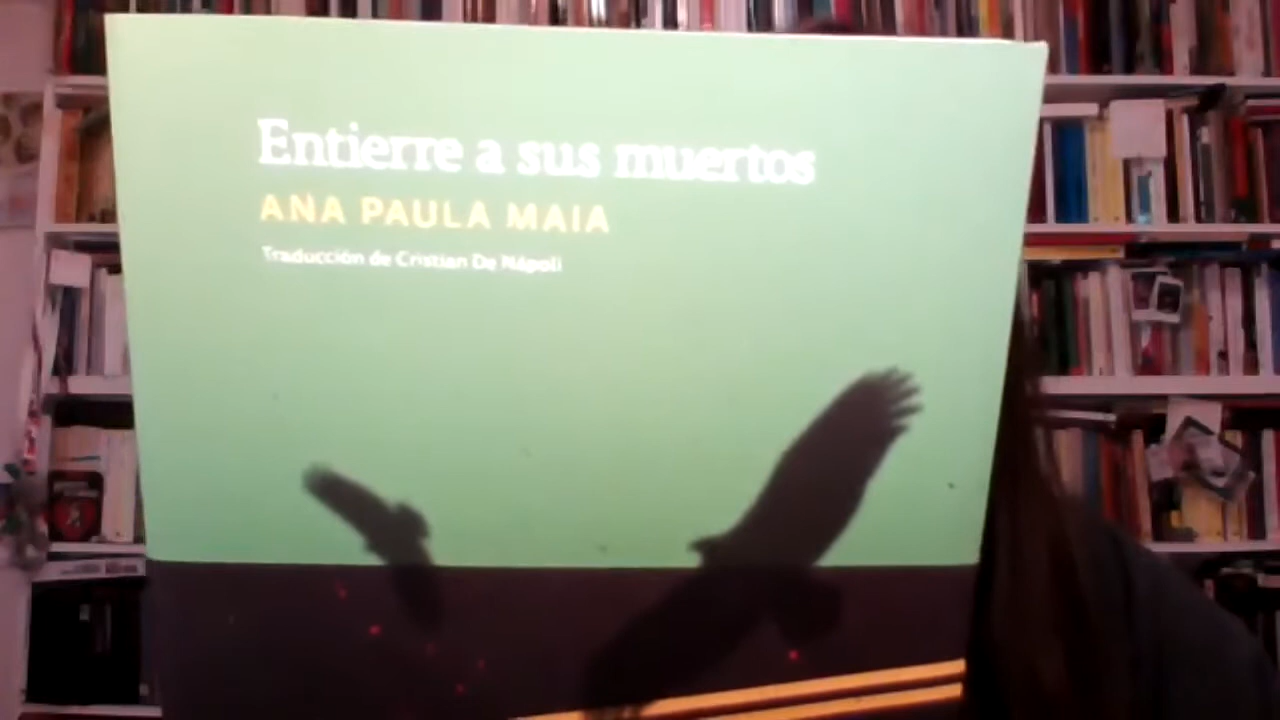 Entierre a sus muertos
ANA PAULA MAIA
Traducción de Cristian De Nápoli